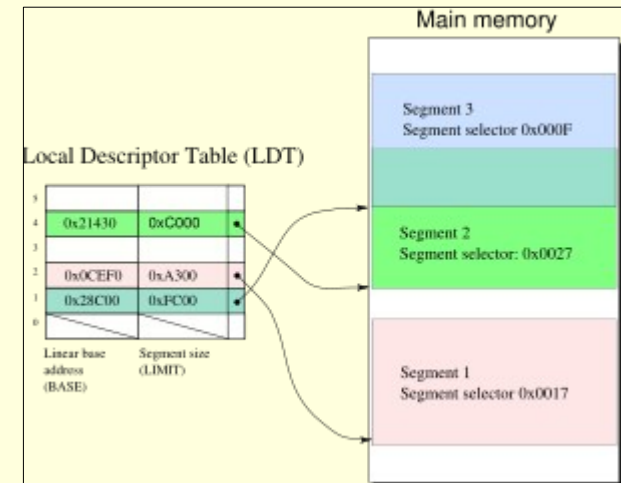 Main memory
Segment 3
Segment selector 0x000F
Local Descriptor Table (LDT)
5
4 0x21430 0xC000
3
2 0x0CEF0 0xA300
1 0x28C00 0xFC00
0
Linear base address (BASE)
Segment size (LIMIT)
Segment 2
Segment selector: 0x0027
Segment 1
Segment selector 0x0017